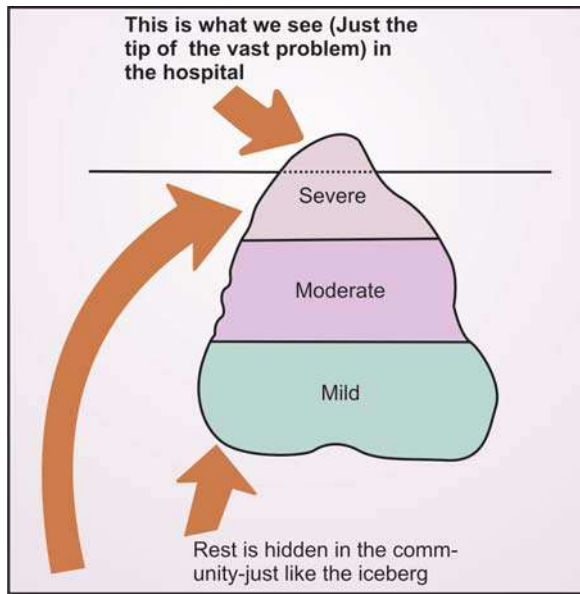 This is what we see (Just the
tip of the vast problem) in
the hospital
Severe
Moderate
Mild
Rest is hidden in the comm-
unity-just like the iceberg